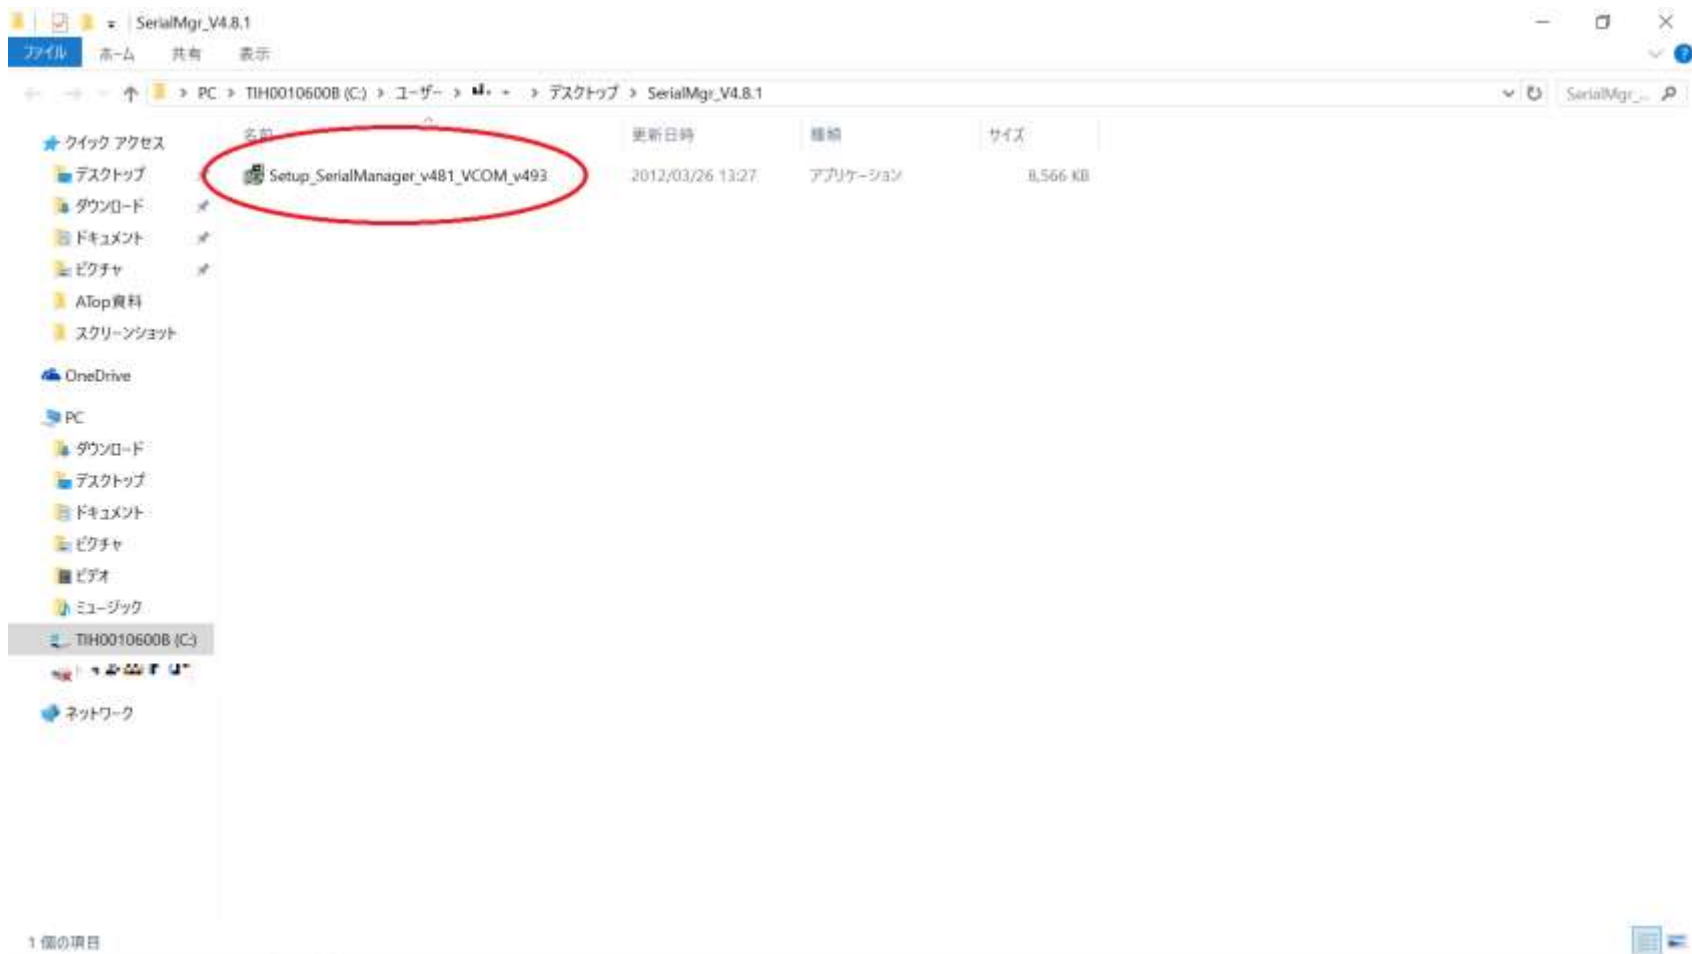 SerialMgr_V4.8.1
ファイル ホーム 共有 表示
PC > TIH0010600B (C:) > ユーザー > > デスクトップ > SerialMgr_V4.8.1
SerialMgr_...
名前 更新日時 種類 サイズ
Setup_SerialManager_v481_VCOM_v493 2012/03/26 13:27 アプリケーション 8,566 KB
クイック アクセス
デスクトップ
ダウンロード
ドキュメント
ピクチャ
ATop資料
スクリーンショット
OneDrive
PC
ダウンロード
デスクトップ
ドキュメント
ピクチャ
ビデオ
ミュージック
TIH0010600B (C:)
ネットワーク
1 個の項目